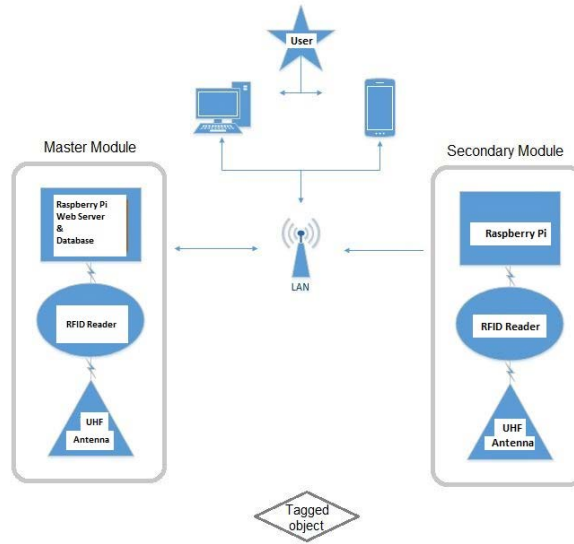 User
Master Module
Secondary Module
Raspberry Pi
Web Server
&
Database
Raspberry Pi
LAN
RFID Reader
RFID Reader
UHF
Antenna
UHF
Antenna
Tagged
object